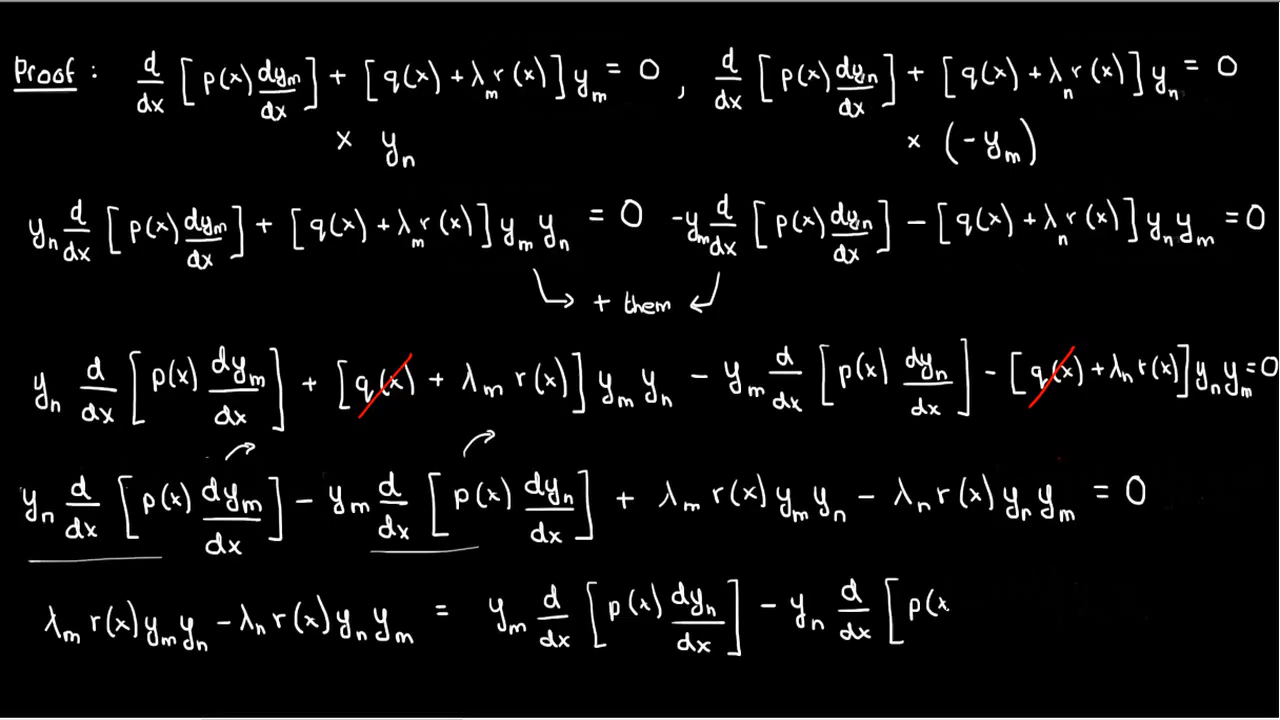 Proof : d/dx [p(x) dy_m/dx] + [q(x) + λ_m r(x)] y_m = 0 , d/dx [p(x) dy_n/dx] + [q(x) + λ_n r(x)] y_n = 0
× y_n × (-y_m)
y_n d/dx [p(x) dy_m/dx] + [q(x) + λ_m r(x)] y_m y_n = 0 -y_m d/dx [p(x) dy_n/dx] - [q(x) + λ_n r(x)] y_n y_m = 0
+ them
y_n d/dx [p(x) dy_m/dx] + [q(x) + λ_m r(x)] y_m y_n - y_m d/dx [p(x) dy_n/dx] - [q(x) + λ_n r(x)] y_n y_m = 0
y_n d/dx [p(x) dy_m/dx] - y_m d/dx [p(x) dy_n/dx] + λ_m r(x) y_m y_n - λ_n r(x) y_n y_m = 0
λ_m r(x) y_m y_n - λ_n r(x) y_n y_m = y_m d/dx [p(x) dy_n/dx] - y_n d/dx [p(x